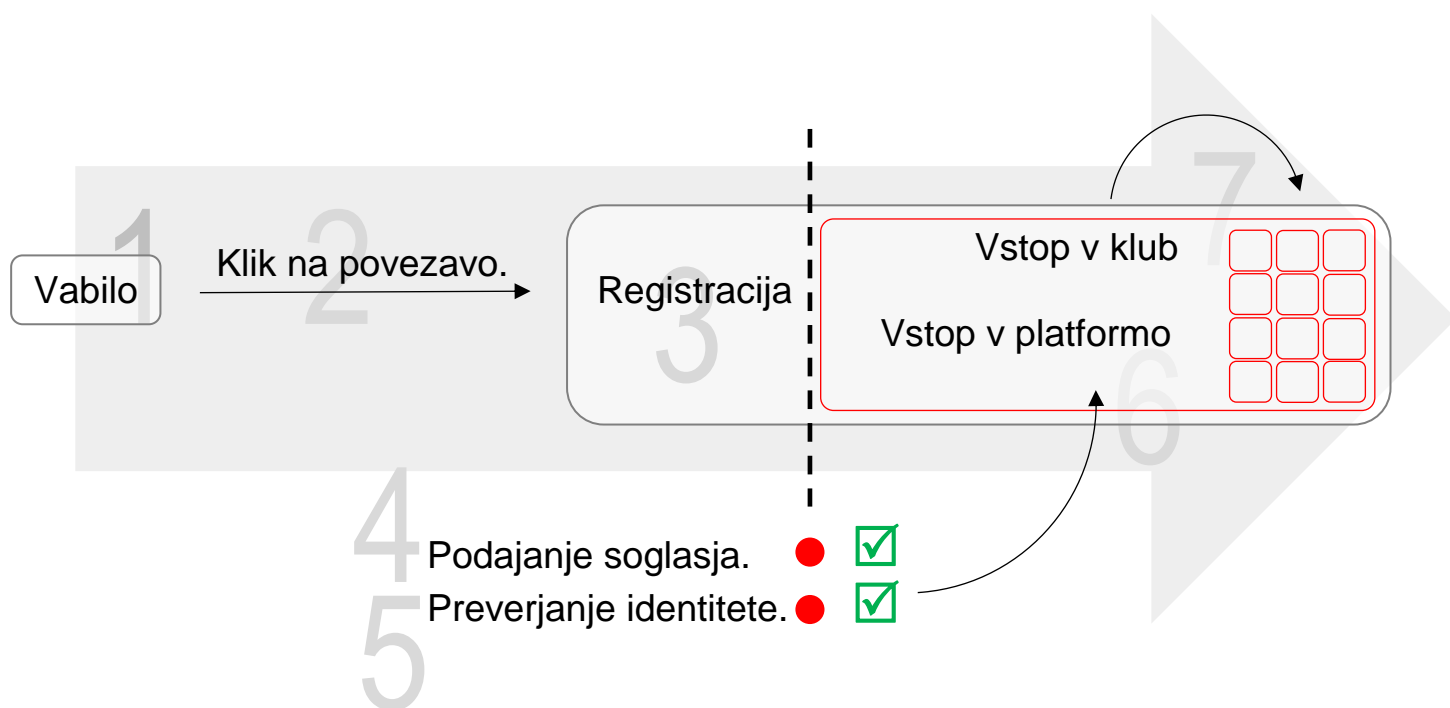 1
Vabilo
2
Klik na povezavo.
3
Registracija
4
Podajanje soglasja.
5
Preverjanje identitete.
6
Vstop v platformo
7
Vstop v klub